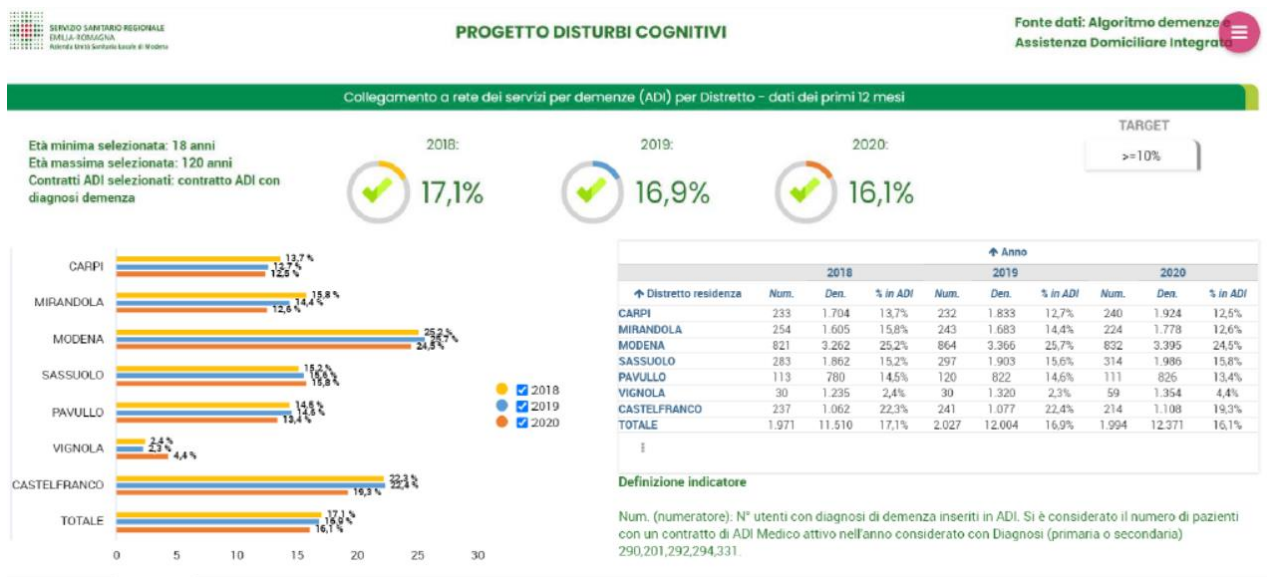 SERVIZIO SANITARIO REGIONALE
EMILIA-ROMAGNA
Azienda Unità Sanitaria Locale di Modena
PROGETTO DISTURBI COGNITIVI
Fonte dati: Algoritmo demenze e
Assistenza Domiciliare Integrata
Collegamento a rete dei servizi per demenze (ADI) per Distretto - dati dei primi 12 mesi
Età minima selezionata: 18 anni
Età massima selezionata: 120 anni
Contratti ADI selezionati: contratto ADI con
diagnosi demenza
2018:
17,1%
2019:
16,9%
2020:
16,1%
TARGET
>=10%
CARPI
13,7 %
12,7 %
12,5 %
MIRANDOLA
15,8 %
14,4 %
12,6 %
MODENA
25,2 %
25,7 %
24,5 %
SASSUOLO
15,2 %
15,6 %
15,8 %
PAVULLO
14,5 %
14,6 %
13,4 %
VIGNOLA
2,4 %
2,3 %
4,4 %
CASTELFRANCO
22,3 %
22,4 %
19,3 %
TOTALE
17,1 %
16,9 %
16,1 %
0 5 10 15 20 25 30
2018
2019
2020
Anno
2018 2019 2020
Distretto residenza Num. Den. % in ADI Num. Den. % in ADI Num. Den. % in ADI
CARPI 233 1.704 13,7% 232 1.833 12,7% 240 1.924 12,5%
MIRANDOLA 254 1.605 15,8% 243 1.683 14,4% 224 1.778 12,6%
MODENA 821 3.262 25,2% 864 3.366 25,7% 832 3.395 24,5%
SASSUOLO 283 1.862 15,2% 297 1.903 15,6% 314 1.986 15,8%
PAVULLO 113 780 14,5% 120 822 14,6% 111 826 13,4%
VIGNOLA 30 1.235 2,4% 30 1.320 2,3% 59 1.354 4,4%
CASTELFRANCO 237 1.062 22,3% 241 1.077 22,4% 214 1.108 19,3%
TOTALE 1.971 11.510 17,1% 2.027 12.004 16,9% 1.994 12.371 16,1%
Definizione indicatore
Num. (numeratore): N° utenti con diagnosi di demenza inseriti in ADI. Si è considerato il numero di pazienti
con un contratto di ADI Medico attivo nell'anno considerato con Diagnosi (primaria o secondaria)
290,201,292,294,331.